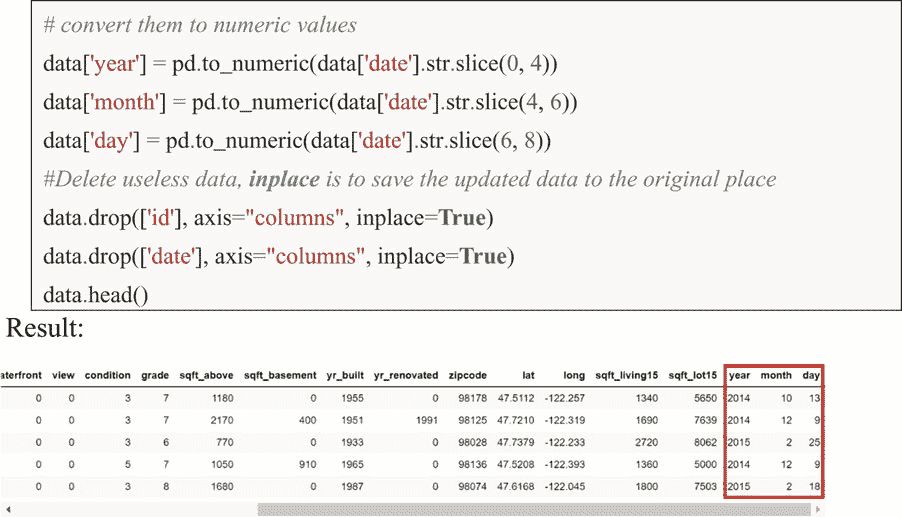 # convert them to numeric values
data['year'] = pd.to_numeric(data['date'].str.slice(0, 4))
data['month'] = pd.to_numeric(data['date'].str.slice(4, 6))
data['day'] = pd.to_numeric(data['date'].str.slice(6, 8))
#Delete useless data, inplace is to save the updated data to the original place
data.drop(['id'], axis="columns", inplace=True)
data.drop(['date'], axis="columns", inplace=True)
data.head()
Result:
aterfront view condition grade sqft_above sqft_basement yr_built yr_renovated zipcode lat long sqft_living15 sqft_lot15 year month day
0 0 3 7 1180 0 1955 0 98178 47.5112 -122.257 1340 5650 2014 10 13
0 0 3 7 2170 400 1951 1991 98125 47.7210 -122.319 1690 7639 2014 12 9
0 0 3 6 770 0 1933 0 98028 47.7379 -122.233 2720 8062 2015 2 25
0 0 5 7 1050 910 1965 0 98136 47.5208 -122.393 1360 5000 2014 12 9
0 0 3 8 1680 0 1987 0 98074 47.6168 -122.045 1800 7503 2015 2 18